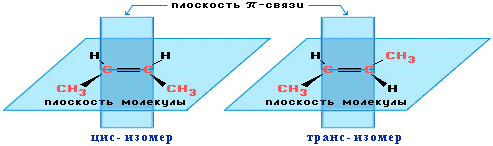 плоскость π-связи
H H H CH3
C=C C=C
CH3 CH3 CH3 H
плоскость молекулы плоскость молекулы
цис- изомер транс- изомер